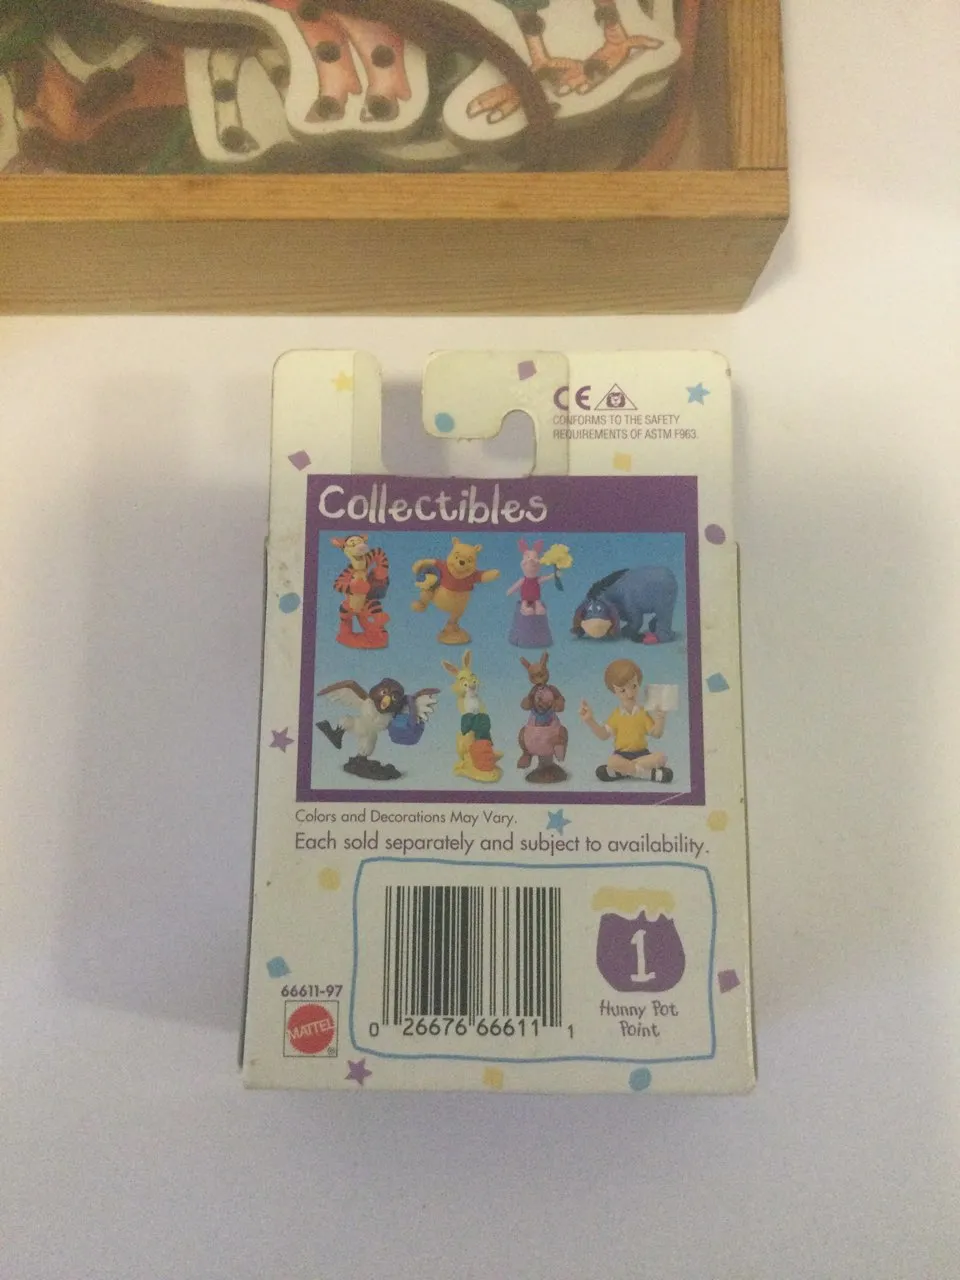 CE
CONFORMS TO THE SAFETY
REQUIREMENTS OF ASTM F963.
Collectibles
Colors and Decorations May Vary.
Each sold separately and subject to availability.
66611-97
MATTEL
®
0 26676 66611 1
1
Hunny Pot
Point